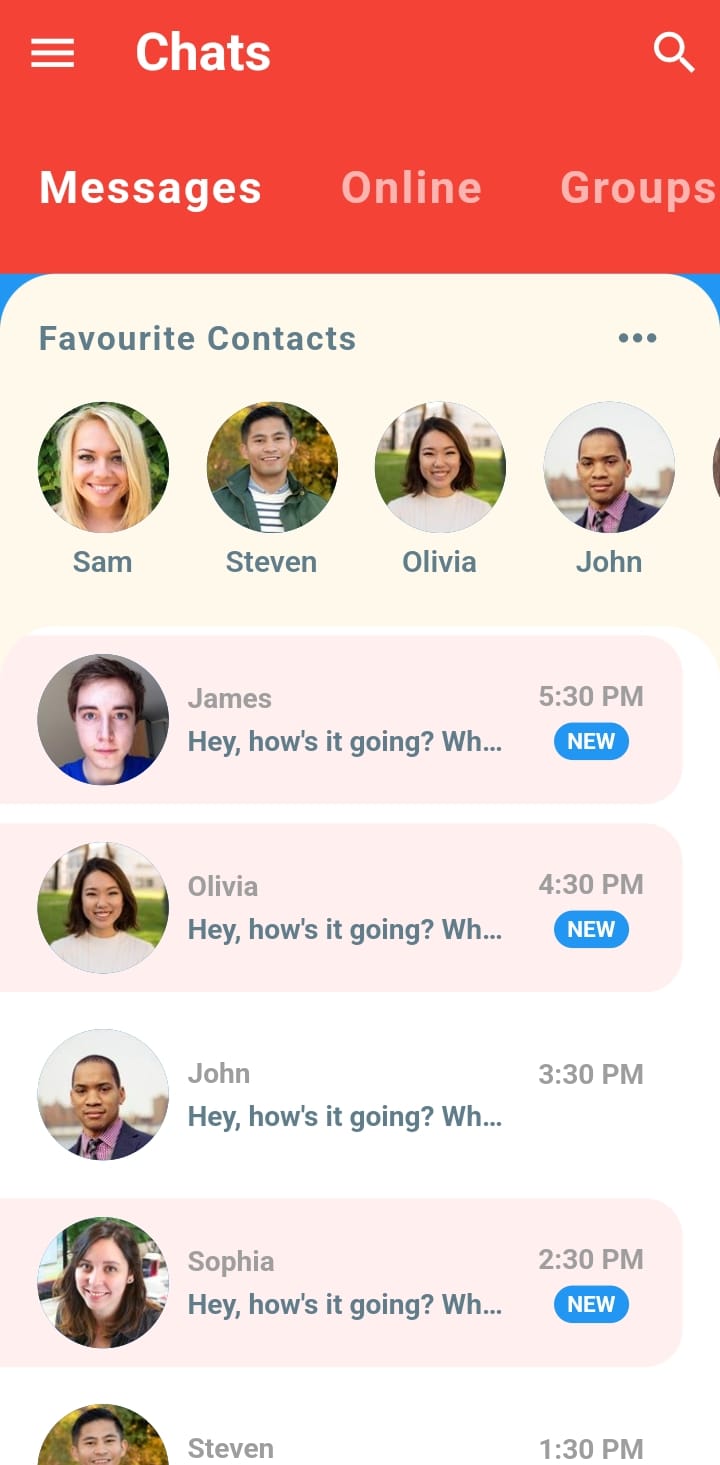 Chats
Messages Online Groups
Favourite Contacts
Sam Steven Olivia John
James 5:30 PM
Hey, how's it going? Wh... NEW
Olivia 4:30 PM
Hey, how's it going? Wh... NEW
John 3:30 PM
Hey, how's it going? Wh...
Sophia 2:30 PM
Hey, how's it going? Wh... NEW
Steven 1:30 PM